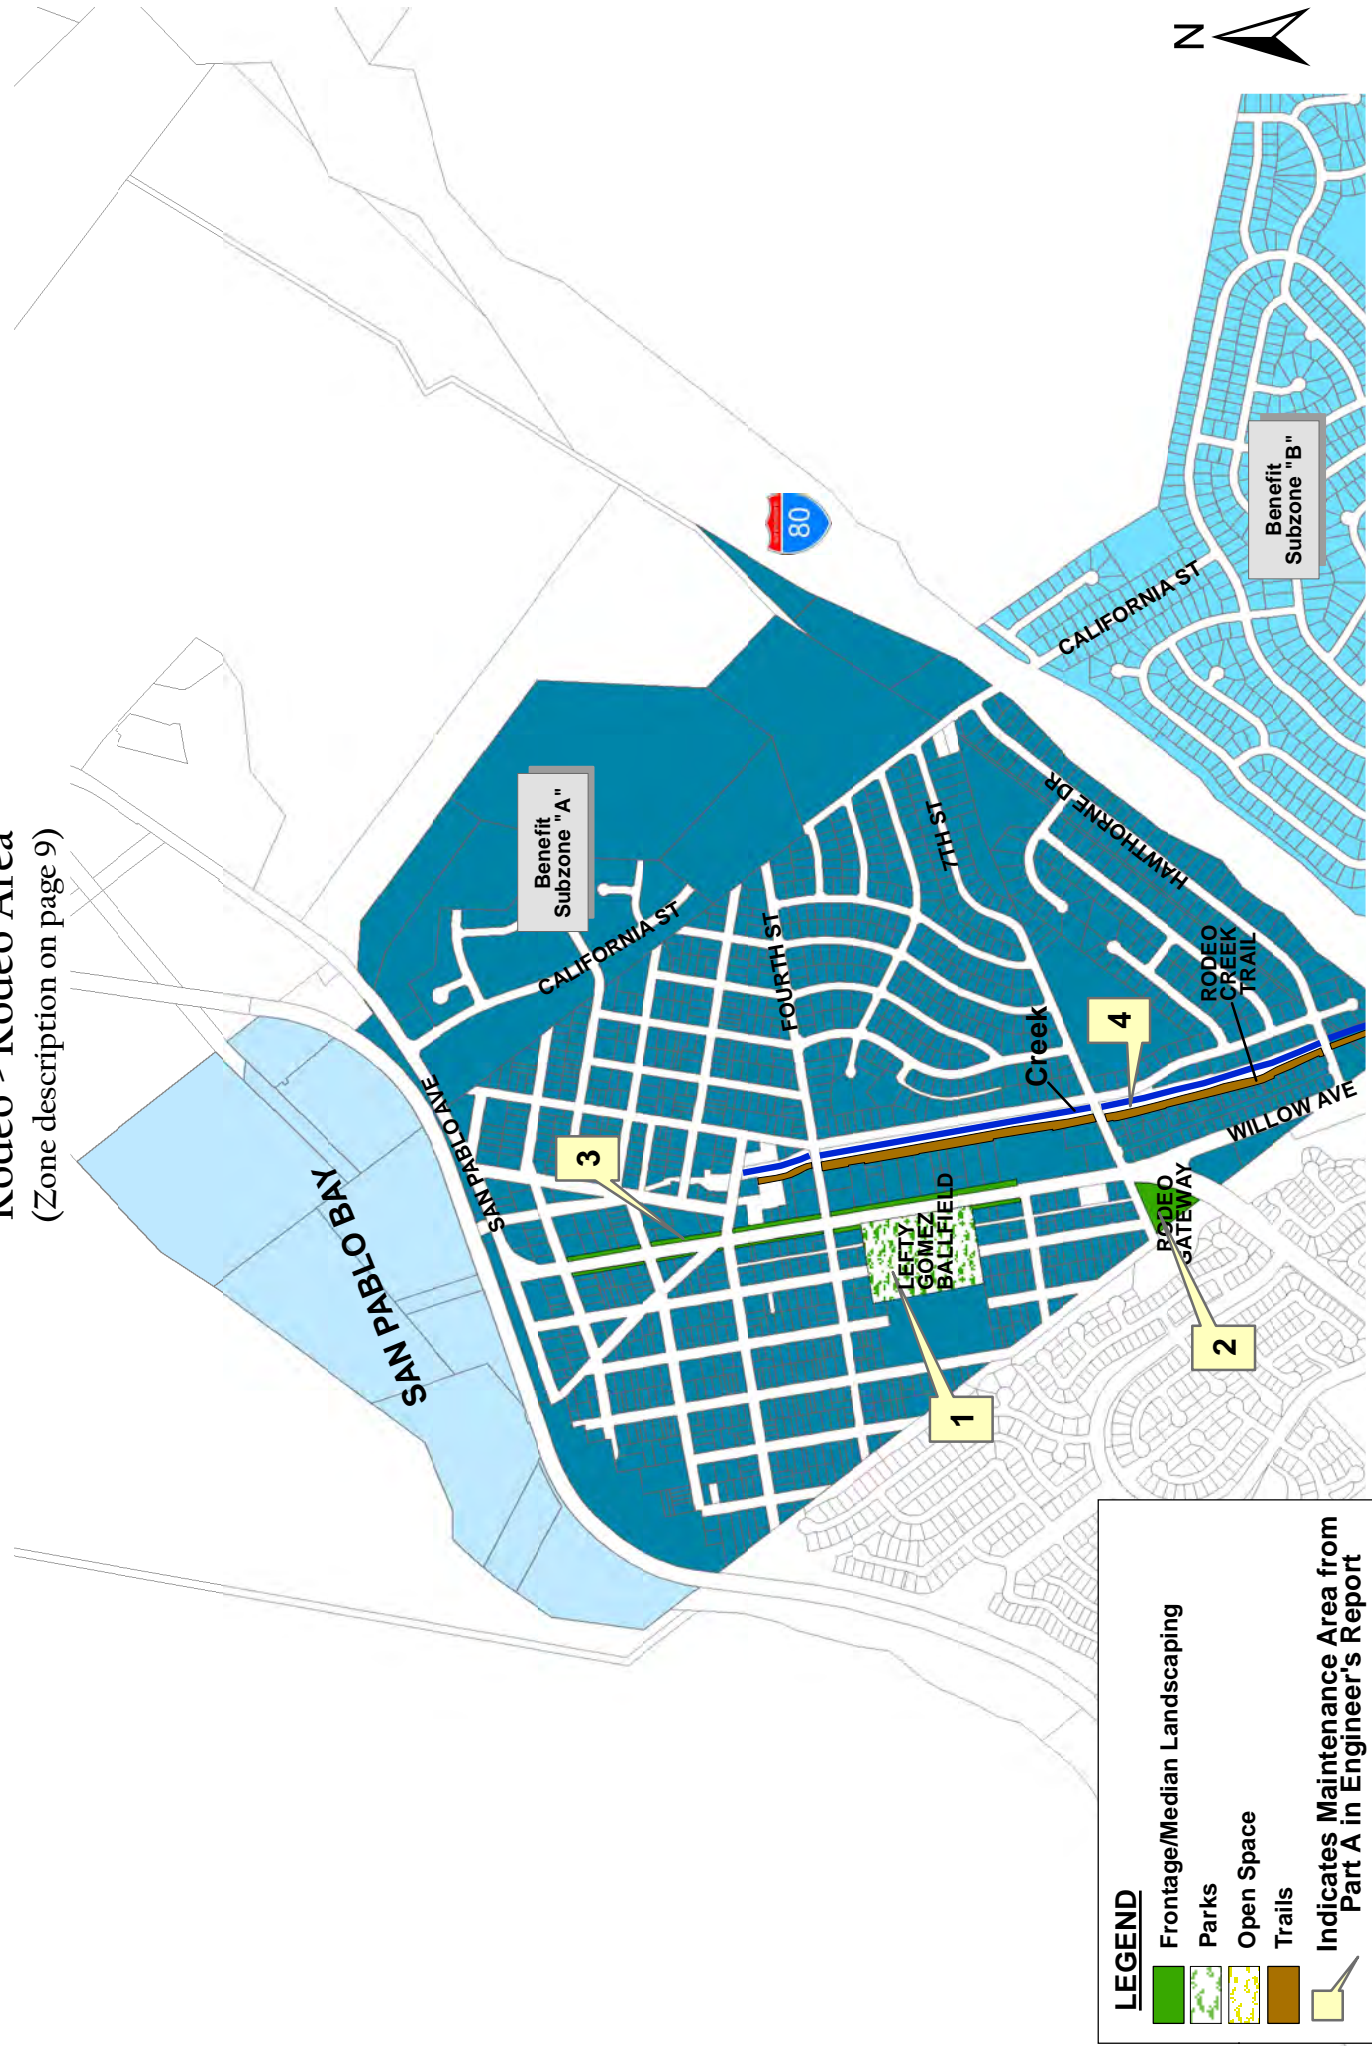 Rodeo > Rodeo Area
(Zone description on page 9)
N
SAN PABLO BAY
SAN PABLO AVE
Benefit
Subzone "A"
CALIFORNIA ST
3
FOURTH ST
80
7TH ST
HAWTHORNE DR
CALIFORNIA ST
Benefit
Subzone "B"
Creek
4
RODEO
CREEK
TRAIL
WILLOW AVE
LEFTY
GOMEZ
BALLFIELD
RODEO
GATEWAY
1
2
LEGEND
Frontage/Median Landscaping
Parks
Open Space
Trails
Indicates Maintenance Area from
Part A in Engineer's Report